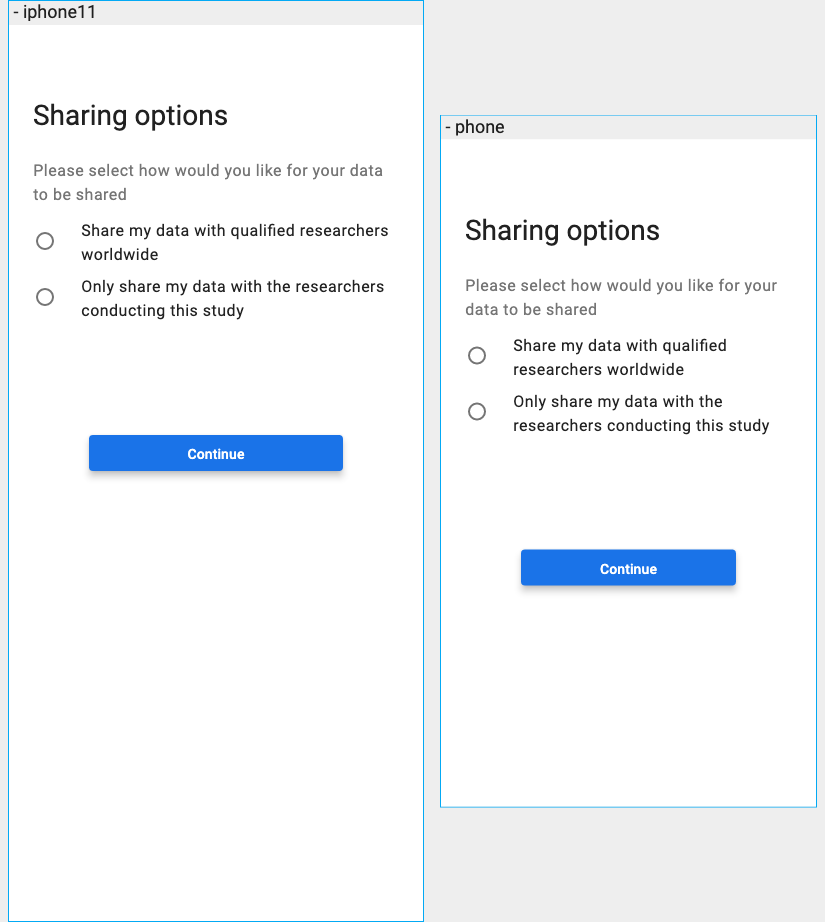 - iphone11
Sharing options
Please select how would you like for your data
to be shared
Share my data with qualified researchers
worldwide
Only share my data with the researchers
conducting this study
Continue
- phone
Sharing options
Please select how would you like for your
data to be shared
Share my data with qualified
researchers worldwide
Only share my data with the
researchers conducting this study
Continue